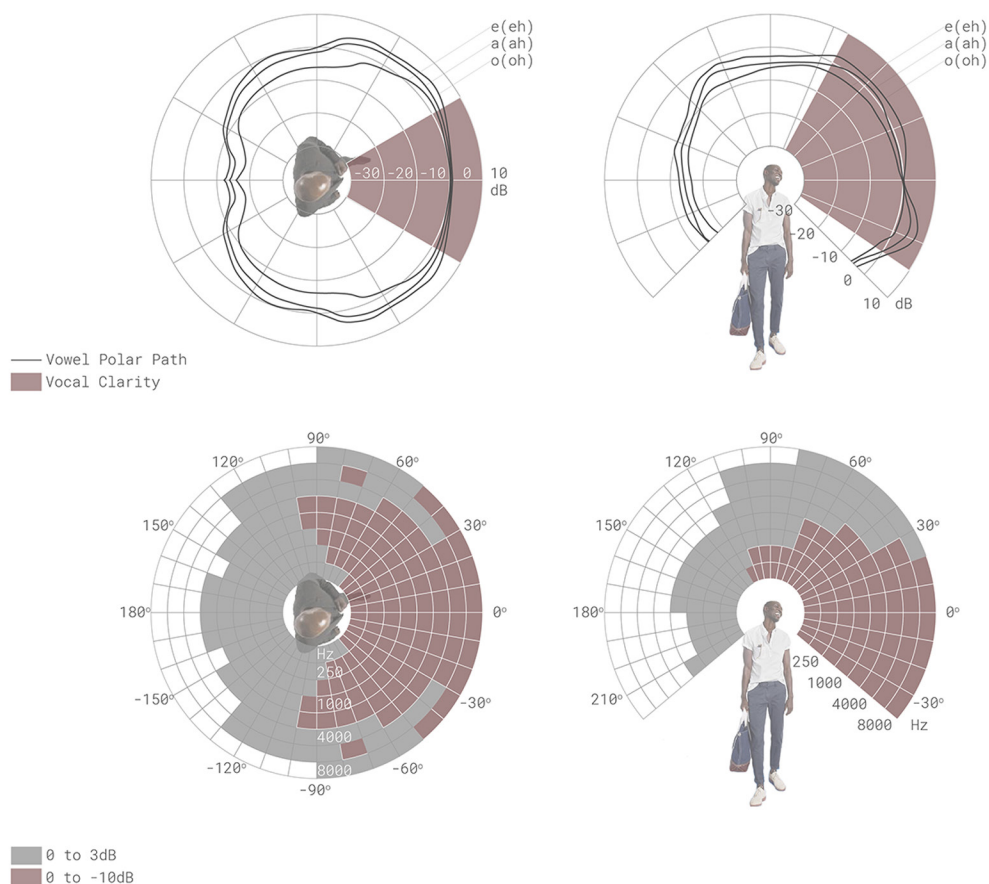 e(eh)
a(ah)
o(oh)
-30 -20 -10 0 10
dB
e(eh)
a(ah)
o(oh)
-30
-20
-10
0
10 dB
Vowel Polar Path
Vocal Clarity
90º
120º 60º
150º 30º
180º 0º
Hz
250
1000
4000
8000
-150º -30º
-120º -60º
-90º
90º
120º 60º
150º 30º
180º 0º
210º -30º
250
1000
4000
8000 Hz
0 to 3dB
0 to -10dB